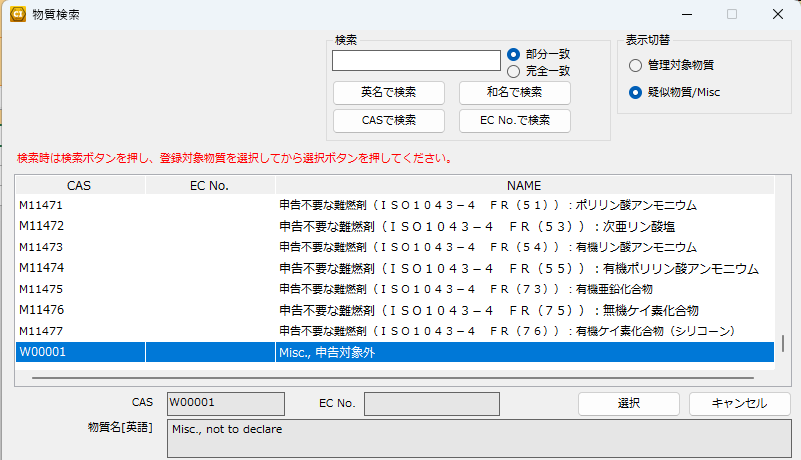 物質検索
検索
部分一致
完全一致
英名で検索
和名で検索
CASで検索
EC No.で検索
表示切替
管理対象物質
疑似物質/Misc
検索時は検索ボタンを押し、登録対象物質を選択してから選択ボタンを押してください。
CAS EC No. NAME
M11471 申告不要な難燃剤（ＩＳＯ１０４３－４　ＦＲ（５１））：ポリリン酸アンモニウム
M11472 申告不要な難燃剤（ＩＳＯ１０４３－４　ＦＲ（５３））：次亜リン酸塩
M11473 申告不要な難燃剤（ＩＳＯ１０４３－４　ＦＲ（５４））：有機リン酸アンモニウム
M11474 申告不要な難燃剤（ＩＳＯ１０４３－４　ＦＲ（５５））：有機ポリリン酸アンモニウム
M11475 申告不要な難燃剤（ＩＳＯ１０４３－４　ＦＲ（７３））：有機亜鉛化合物
M11476 申告不要な難燃剤（ＩＳＯ１０４３－４　ＦＲ（７５））：無機ケイ素化合物
M11477 申告不要な難燃剤（ＩＳＯ１０４３－４　ＦＲ（７６））：有機ケイ素化合物（シリコーン）
W00001 Misc., 申告対象外
CAS W00001 EC No. 選択 キャンセル
物質名[英語] Misc., not to declare